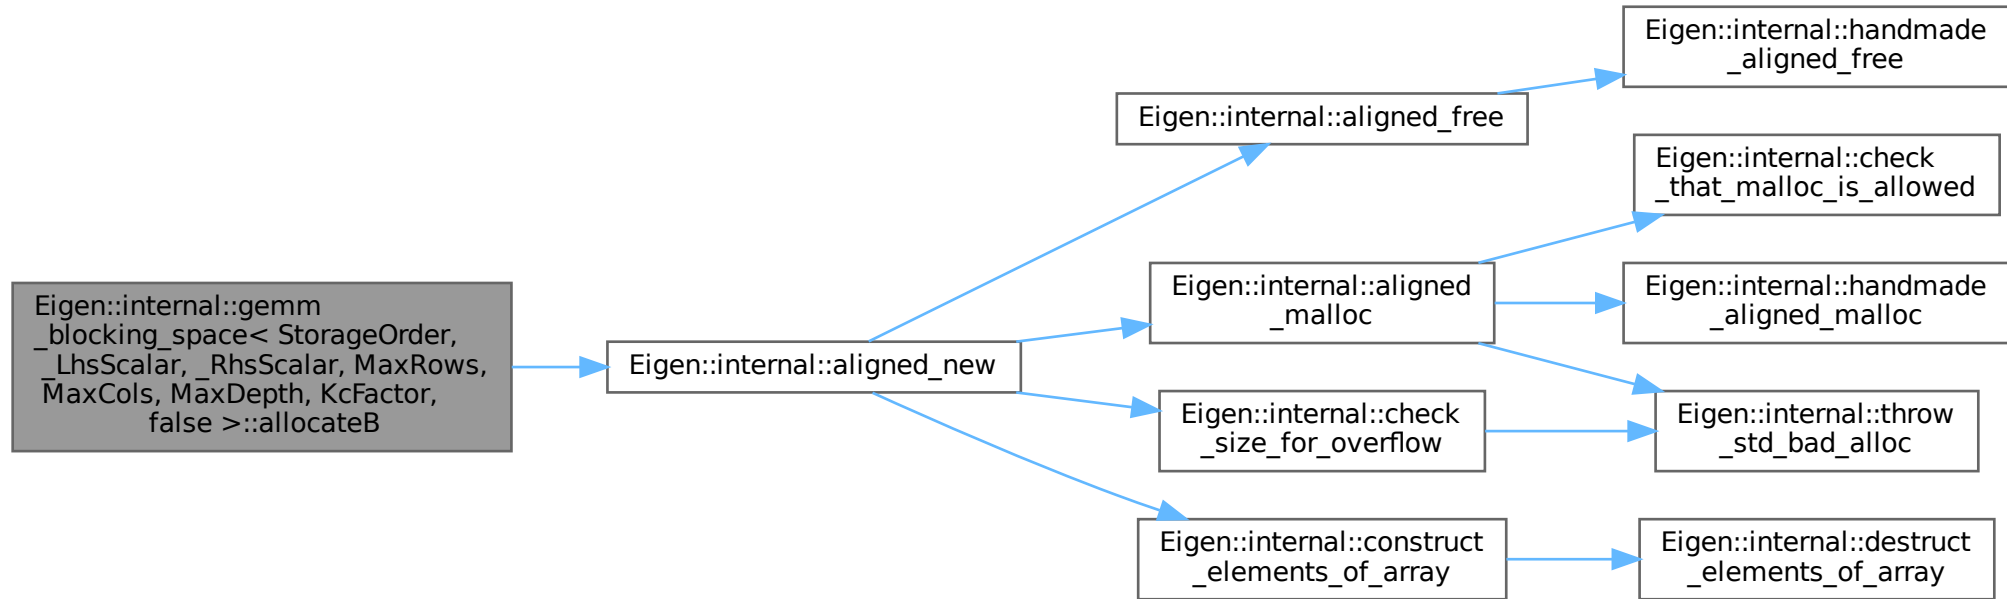 Eigen::internal::gemm
_blocking_space< StorageOrder,
_LhsScalar, _RhsScalar, MaxRows,
MaxCols, MaxDepth, KcFactor,
false >::allocateB
Eigen::internal::aligned_new
Eigen::internal::aligned_free
Eigen::internal::handmade
_aligned_free
Eigen::internal::aligned
_malloc
Eigen::internal::check
_that_malloc_is_allowed
Eigen::internal::handmade
_aligned_malloc
Eigen::internal::check
_size_for_overflow
Eigen::internal::throw
_std_bad_alloc
Eigen::internal::construct
_elements_of_array
Eigen::internal::destruct
_elements_of_array